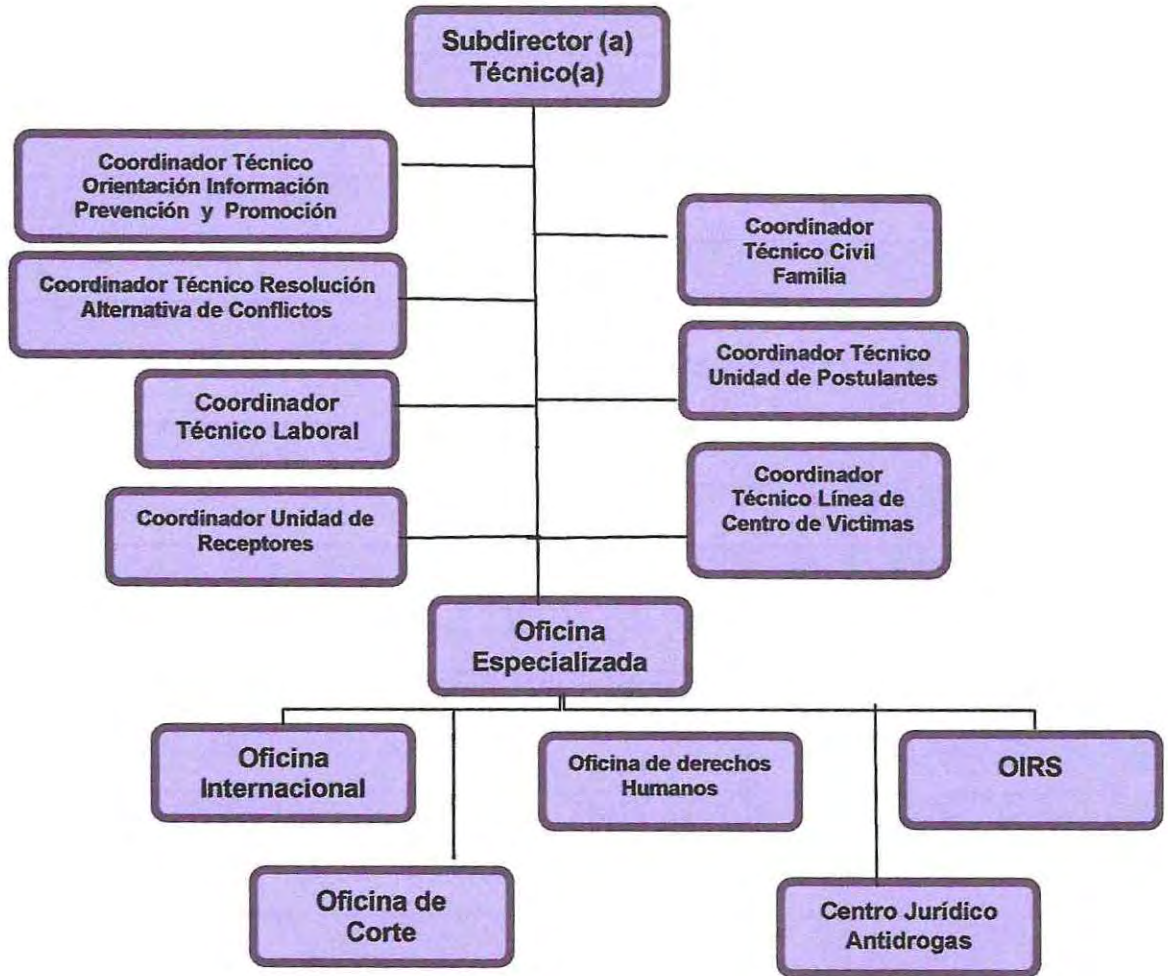 Subdirector (a)
Técnico(a)
Coordinador Técnico
Orientación Información
Prevención y Promoción
Coordinador
Técnico Civil
Familia
Coordinador Técnico Resolución
Alternativa de Conflictos
Coordinador Técnico
Unidad de Postulantes
Coordinador
Técnico Laboral
Coordinador
Técnico Línea de
Centro de Victimas
Coordinador Unidad de
Receptores
Oficina
Especializada
Oficina
Internacional
Oficina de derechos
Humanos
OIRS
Oficina de
Corte
Centro Jurídico
Antidrogas